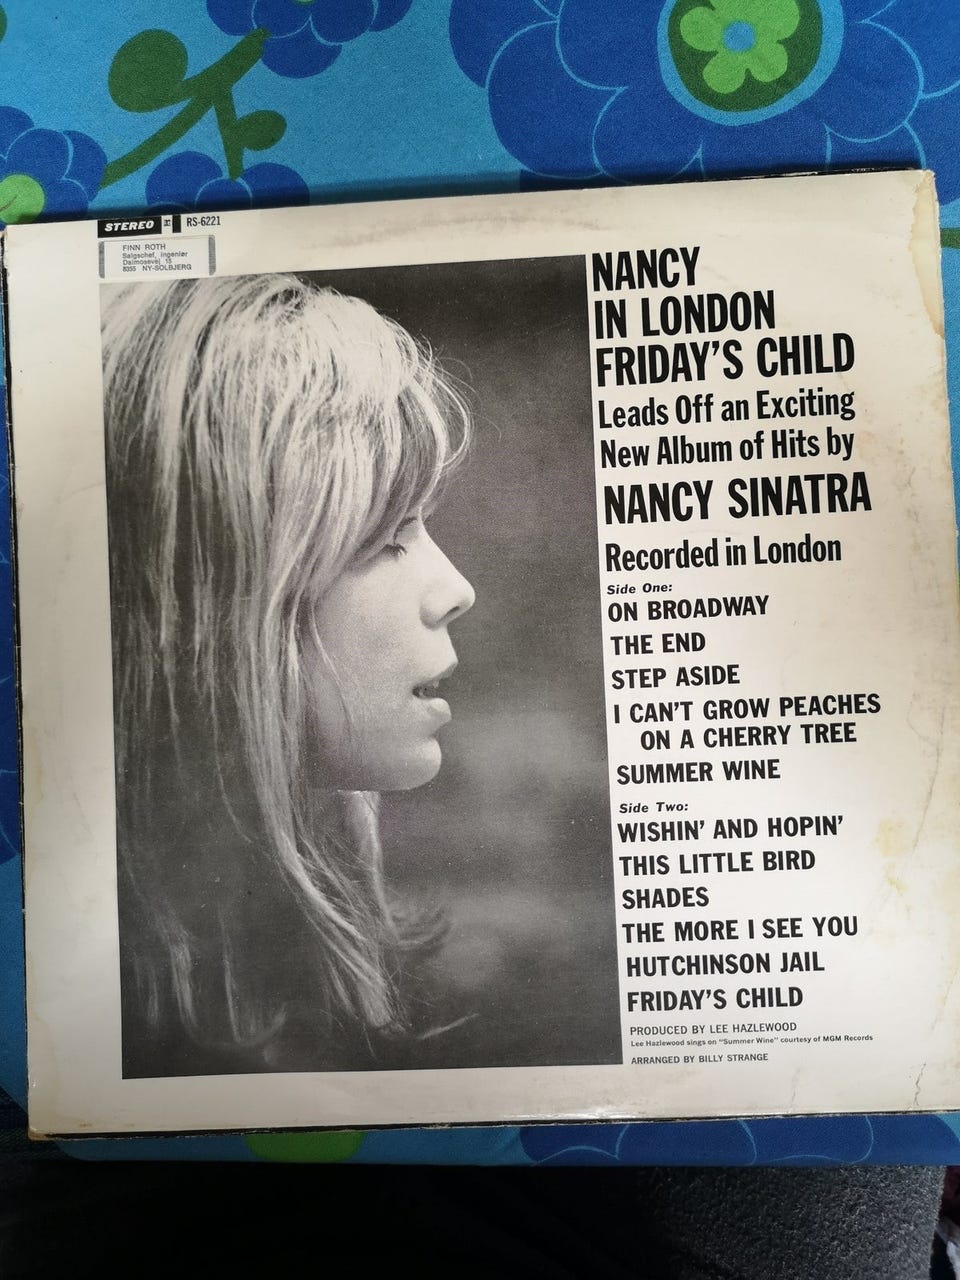 STEREO RS-6221
FINN ROTH
Salgschef, ingeniør
Dalmosevej 15
8355 NY-SOLBJERG
NANCY
IN LONDON
FRIDAY'S CHILD
Leads Off an Exciting
New Album of Hits by
NANCY SINATRA
Recorded in London
Side One:
ON BROADWAY
THE END
STEP ASIDE
I CAN'T GROW PEACHES
ON A CHERRY TREE
SUMMER WINE
Side Two:
WISHIN' AND HOPIN'
THIS LITTLE BIRD
SHADES
THE MORE I SEE YOU
HUTCHINSON JAIL
FRIDAY'S CHILD
PRODUCED BY LEE HAZLEWOOD
Lee Hazlewood sings on "Summer Wine" courtesy of MGM Records
ARRANGED BY BILLY STRANGE